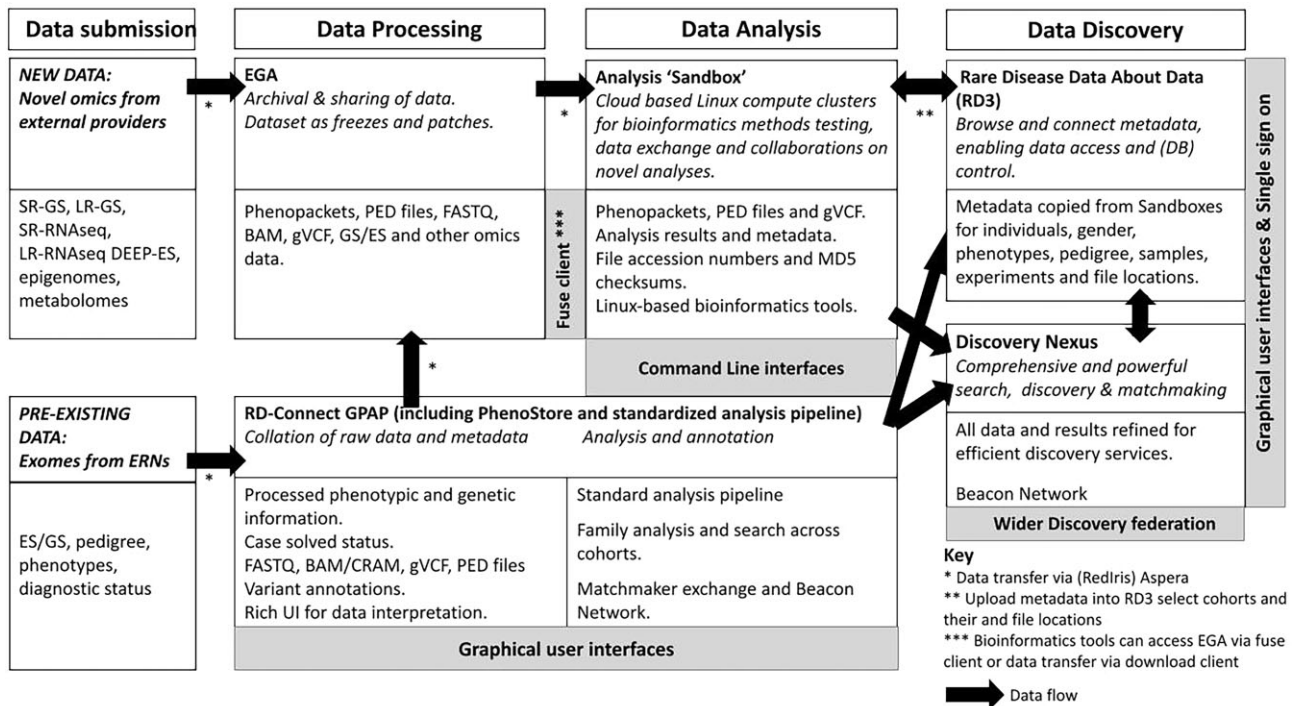 Data submission
Data Processing
Data Analysis
Data Discovery
NEW DATA:
Novel omics from
external providers
*
EGA
Archival & sharing of data.
Dataset as freezes and patches.
*
Analysis ‘Sandbox’
Cloud based Linux compute clusters
for bioinformatics methods testing,
data exchange and collaborations on
novel analyses.
**
Rare Disease Data About Data
(RD3)
Browse and connect metadata,
enabling data access and (DB)
control.
SR-GS, LR-GS,
SR-RNAseq,
LR-RNAseq DEEP-ES,
epigenomes,
metabolomes
Phenopackets, PED files, FASTQ,
BAM, gVCF, GS/ES and other omics
data.
Fuse client ***
Phenopackets, PED files and gVCF.
Analysis results and metadata.
File accession numbers and MD5
checksums.
Linux-based bioinformatics tools.
Command Line interfaces
Metadata copied from Sandboxes
for individuals, gender,
phenotypes, pedigree, samples,
experiments and file locations.
Graphical user interfaces & Single sign on
Discovery Nexus
Comprehensive and powerful
search, discovery & matchmaking
All data and results refined for
efficient discovery services.
Beacon Network
Wider Discovery federation
*
PRE-EXISTING
DATA:
Exomes from ERNs
*
RD-Connect GPAP (including PhenoStore and standardized analysis pipeline)
Collation of raw data and metadata
Analysis and annotation
ES/GS, pedigree,
phenotypes,
diagnostic status
Processed phenotypic and genetic
information.
Case solved status.
FASTQ, BAM/CRAM, gVCF, PED files
Variant annotations.
Rich UI for data interpretation.
Standard analysis pipeline
Family analysis and search across
cohorts.
Matchmaker exchange and Beacon
Network.
Graphical user interfaces
Key
* Data transfer via (RedIris) Aspera
** Upload metadata into RD3 select cohorts and
their and file locations
*** Bioinformatics tools can access EGA via fuse
client or data transfer via download client
Data flow